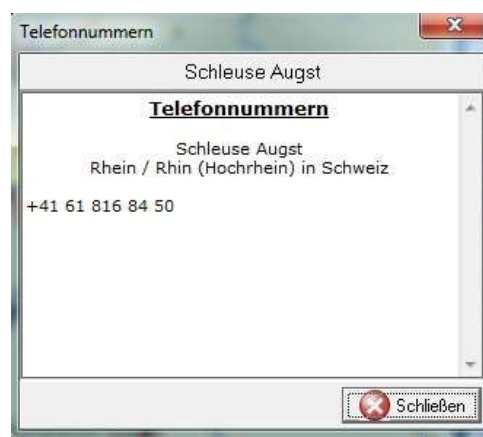 Telefonnummern
Schleuse Augst
Telefonnummern
Schleuse Augst
Rhein / Rhin (Hochrhein) in Schweiz
+41 61 816 84 50
Schließen